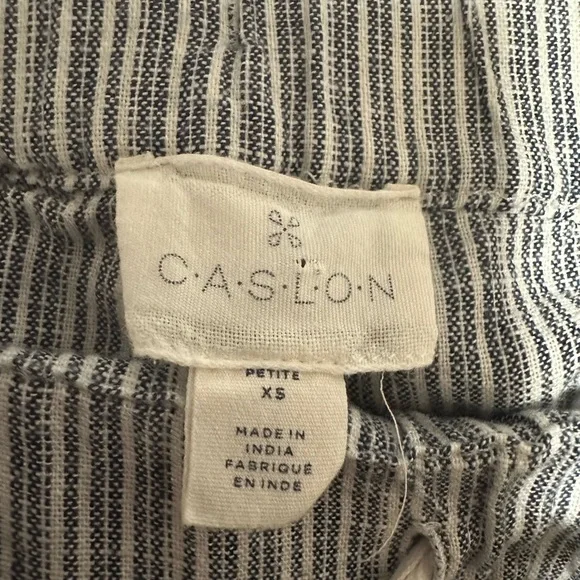 C·A·S·L·O·N
PETITE
XS
MADE IN
INDIA
FABRIQUÉ
EN INDE